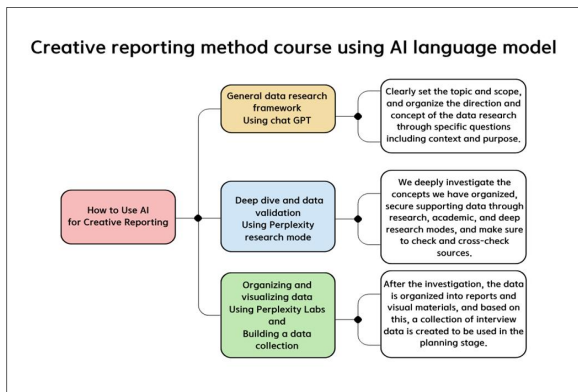 Creative reporting method course using AI language model
General data research
framework
Using chat GPT
Clearly set the topic and scope,
and organize the direction and
concept of the data research
through specific questions
including context and purpose.
How to Use AI
for Creative Reporting
Deep dive and data
validation
Using Perplexity
research mode
We deeply investigate the
concepts we have organized,
secure supporting data through
research, academic, and deep
research modes, and make sure
to check and cross-check
sources.
Organizing and
visualizing data
Using Perplexity Labs
and
Building a data
collection
After the investigation, the data
is organized into reports and
visual materials, and based on
this, a collection of interview
data is created to be used in the
planning stage.